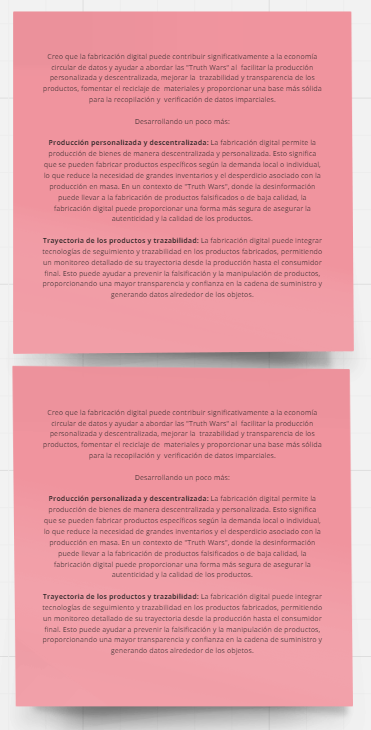 Creo que la fabricación digital puede contribuir significativamente a la economía
circular de datos y ayudar a abordar las "Truth Wars" al facilitar la producción
personalizada y descentralizada, mejorar la trazabilidad y transparencia de los
productos, fomentar el reciclaje de materiales y proporcionar una base más sólida
para la recopilación y verificación de datos imparciales.
Desarrollando un poco más:
Producción personalizada y descentralizada: La fabricación digital permite la
producción de bienes de manera descentralizada y personalizada. Esto significa
que se pueden fabricar productos específicos según la demanda local o individual,
lo que reduce la necesidad de grandes inventarios y el desperdicio asociado con la
producción en masa. En un contexto de "Truth Wars", donde la desinformación
puede llevar a la fabricación de productos falsificados o de baja calidad, la
fabricación digital puede proporcionar una forma más segura de asegurar la
autenticidad y la calidad de los productos.
Trayectoria de los productos y trazabilidad: La fabricación digital puede integrar
tecnologías de seguimiento y trazabilidad en los productos fabricados, permitiendo
un monitoreo detallado de su trayectoria desde la producción hasta el consumidor
final. Esto puede ayudar a prevenir la falsificación y la manipulación de productos,
proporcionando una mayor transparencia y confianza en la cadena de suministro y
generando datos alrededor de los objetos.
Creo que la fabricación digital puede contribuir significativamente a la economía
circular de datos y ayudar a abordar las "Truth Wars" al facilitar la producción
personalizada y descentralizada, mejorar la trazabilidad y transparencia de los
productos, fomentar el reciclaje de materiales y proporcionar una base más sólida
para la recopilación y verificación de datos imparciales.
Desarrollando un poco más:
Producción personalizada y descentralizada: La fabricación digital permite la
producción de bienes de manera descentralizada y personalizada. Esto significa
que se pueden fabricar productos específicos según la demanda local o individual,
lo que reduce la necesidad de grandes inventarios y el desperdicio asociado con la
producción en masa. En un contexto de "Truth Wars", donde la desinformación
puede llevar a la fabricación de productos falsificados o de baja calidad, la
fabricación digital puede proporcionar una forma más segura de asegurar la
autenticidad y la calidad de los productos.
Trayectoria de los productos y trazabilidad: La fabricación digital puede integrar
tecnologías de seguimiento y trazabilidad en los productos fabricados, permitiendo
un monitoreo detallado de su trayectoria desde la producción hasta el consumidor
final. Esto puede ayudar a prevenir la falsificación y la manipulación de productos,
proporcionando una mayor transparencia y confianza en la cadena de suministro y
generando datos alrededor de los objetos.